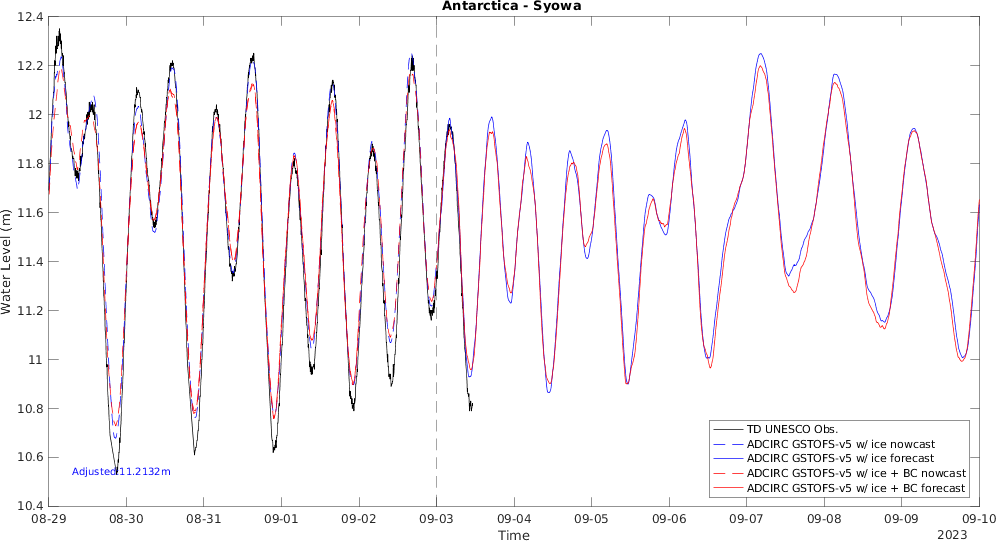 Antarctica - Syowa
Water Level (m)
12.4
12.2
12
11.8
11.6
11.4
11.2
11
10.8
10.6
10.4
Adjusted 11.2132m
TD UNESCO Obs.
ADCIRC GSTOFS-v5 w/ ice nowcast
ADCIRC GSTOFS-v5 w/ ice forecast
ADCIRC GSTOFS-v5 w/ ice + BC nowcast
ADCIRC GSTOFS-v5 w/ ice + BC forecast
08-29 08-30 08-31 09-01 09-02 09-03 09-04 09-05 09-06 09-07 09-08 09-09 09-10
Time
2023